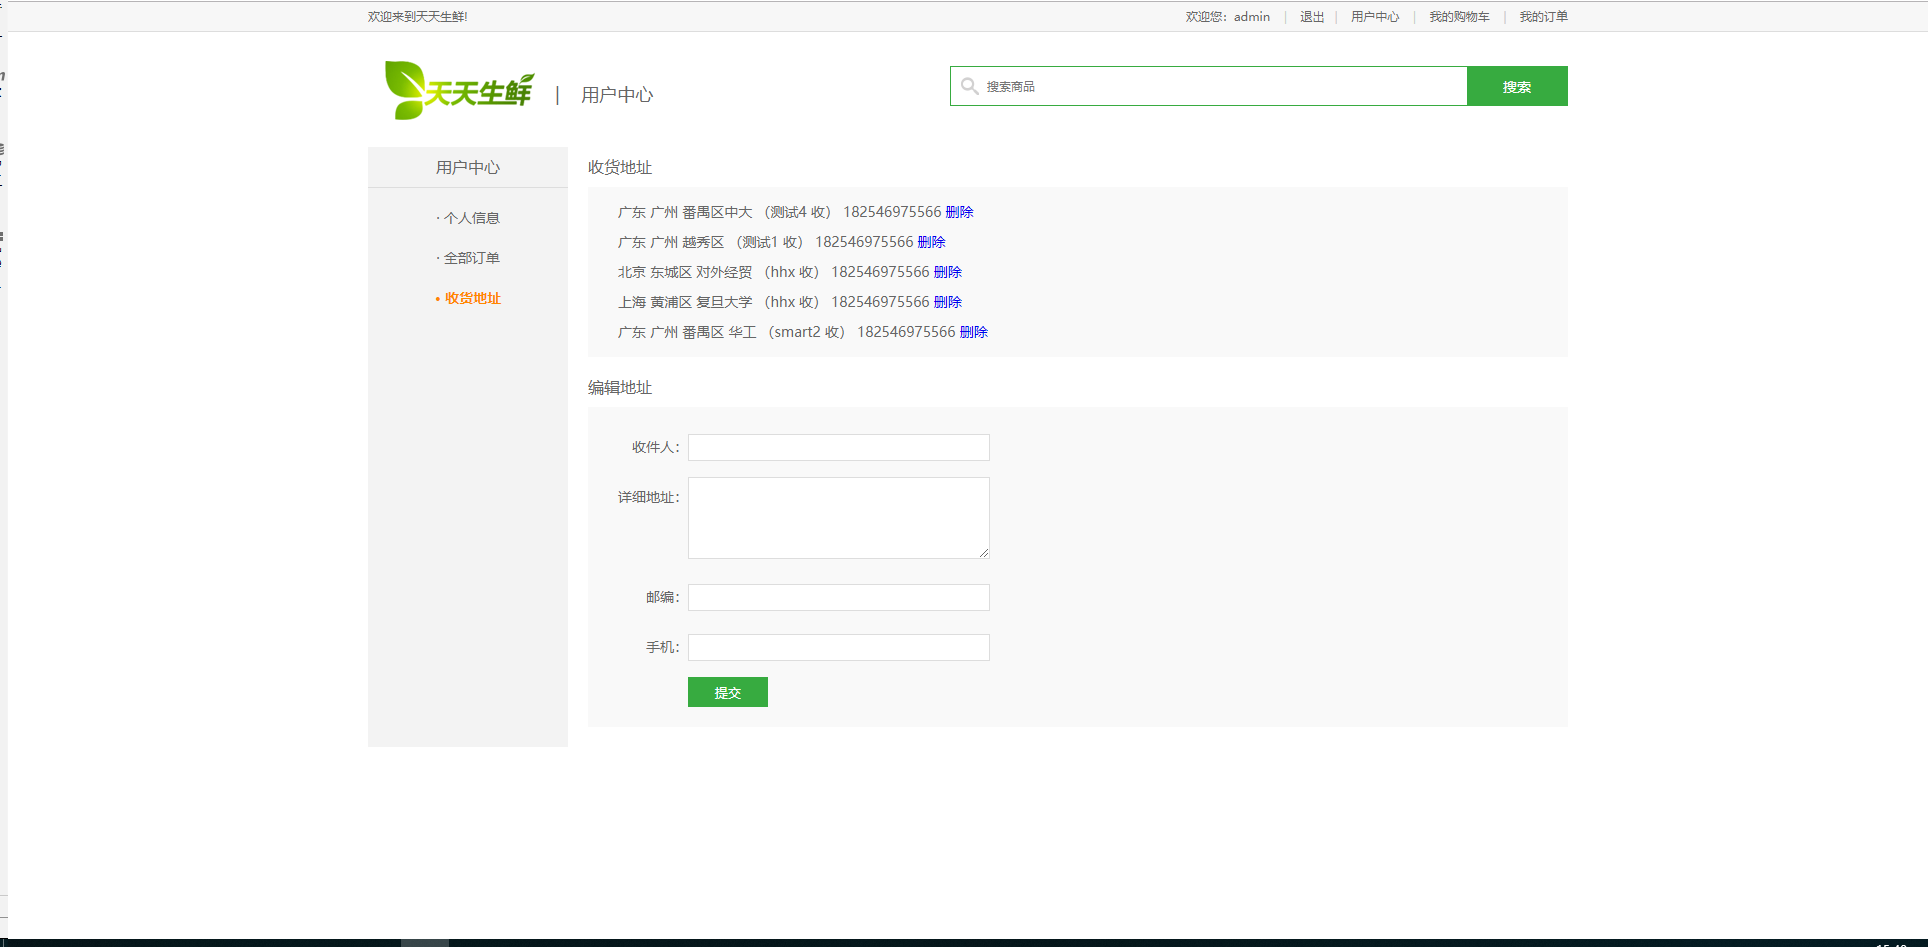 欢迎来到天天生鲜!
欢迎您：admin | 退出 | 用户中心 | 我的购物车 | 我的订单
天天生鲜 | 用户中心
搜索商品 搜索
用户中心
· 个人信息
· 全部订单
• 收货地址
收货地址
广东 广州 番禺区中大 （测试4 收） 182546975566 删除
广东 广州 越秀区 （测试1 收） 182546975566 删除
北京 东城区 对外经贸 （hhx 收） 182546975566 删除
上海 黄浦区 复旦大学 （hhx 收） 182546975566 删除
广东 广州 番禺区 华工 （smart2 收） 182546975566 删除
编辑地址
收件人：
详细地址：
邮编：
手机：
提交